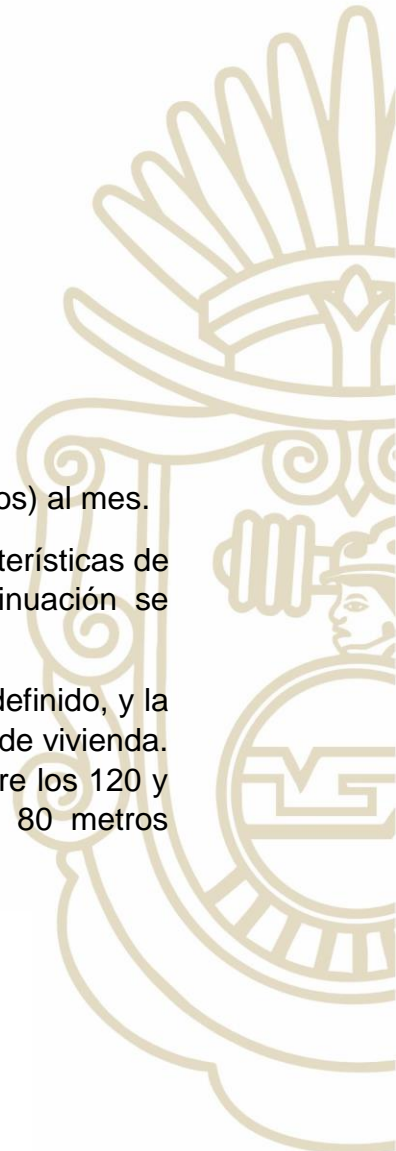 os) al mes.
terísticas de
inuación se
definido, y la
de vivienda.
re los 120 y
80 metros